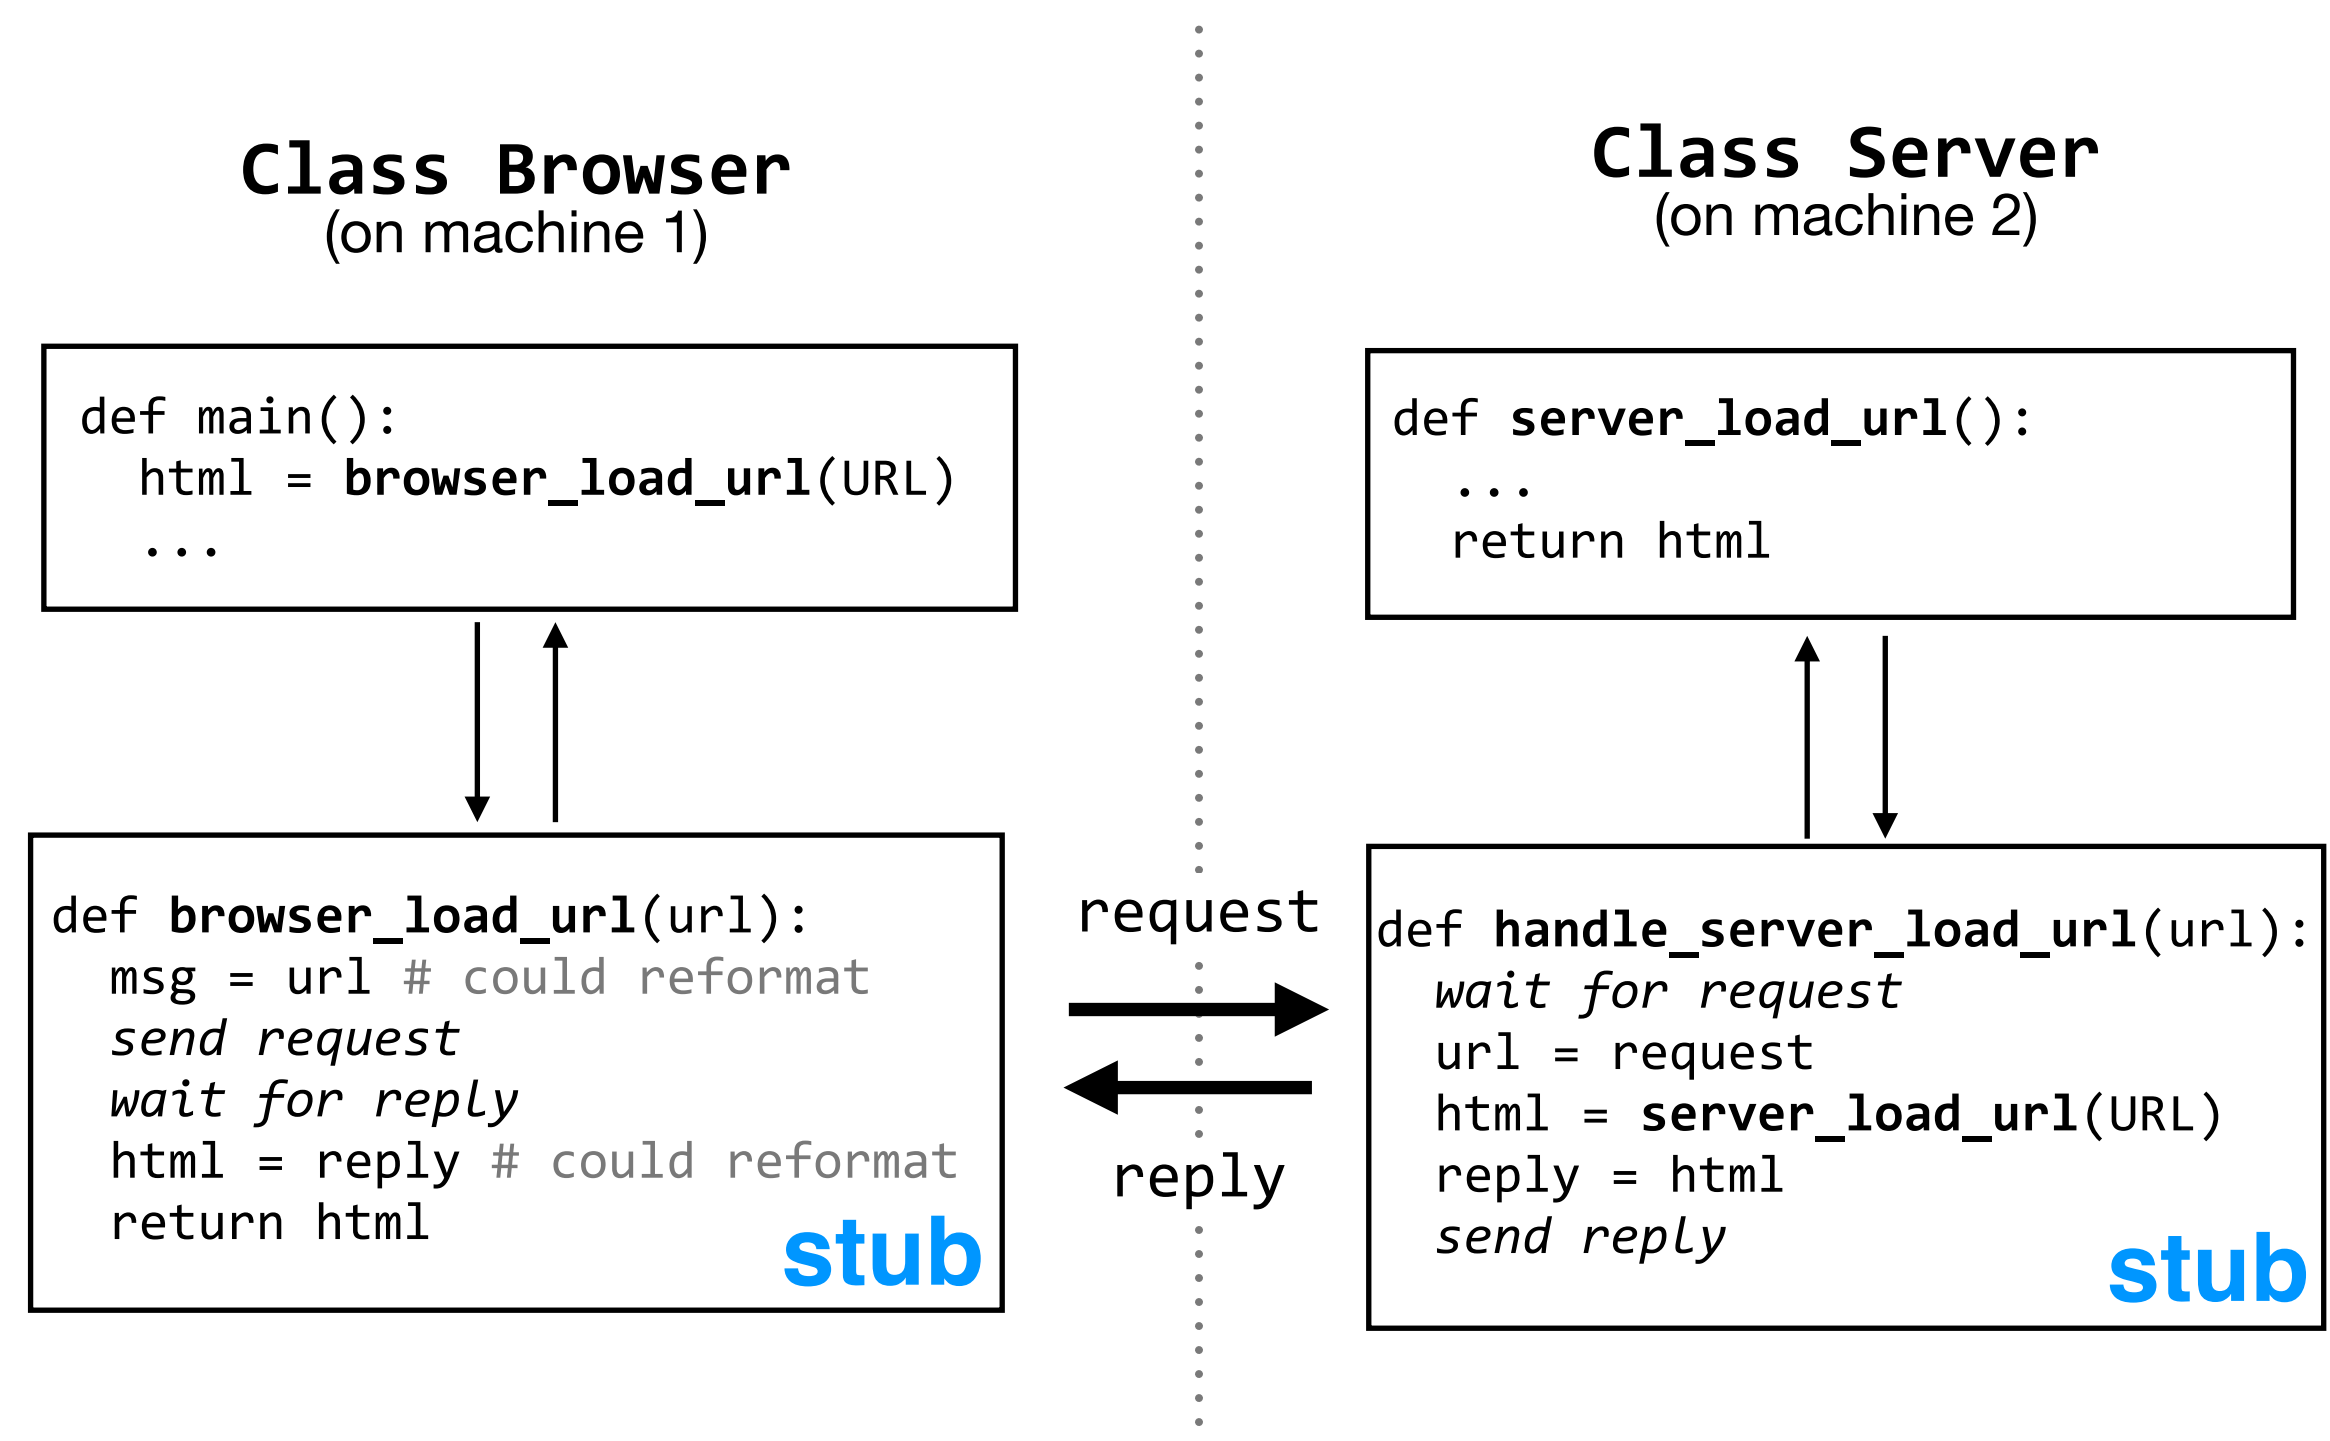 Class Browser
(on machine 1)
def main():
  html = browser_load_url(URL)
  ...
def browser_load_url(url):
  msg = url # could reformat
  send request
  wait for reply
  html = reply # could reformat
  return html
stub
request
reply
Class Server
(on machine 2)
def server_load_url():
  ...
  return html
def handle_server_load_url(url):
  wait for request
  url = request
  html = server_load_url(URL)
  reply = html
  send reply
stub